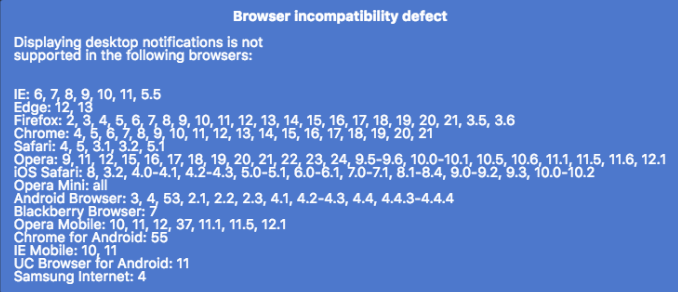 Browser incompatibility defect
Displaying desktop notifications is not
supported in the following browsers:
IE: 6, 7, 8, 9, 10, 11, 5.5
Edge: 12, 13
Firefox: 2, 3, 4, 5, 6, 7, 8, 9, 10, 11, 12, 13, 14, 15, 16, 17, 18, 19, 20, 21, 3.5, 3.6
Chrome: 4, 5, 6, 7, 8, 9, 10, 11, 12, 13, 14, 15, 16, 17, 18, 19, 20, 21
Safari: 4, 5, 3.1, 3.2, 5.1
Opera: 9, 11, 12, 15, 16, 17, 18, 19, 20, 21, 22, 23, 24, 9.5-9.6, 10.0-10.1, 10.5, 10.6, 11.1, 11.5, 11.6, 12.1
iOS Safari: 8, 3.2, 4.0-4.1, 4.2-4.3, 5.0-5.1, 6.0-6.1, 7.0-7.1, 8.1-8.4, 9.0-9.2, 9.3, 10.0-10.2
Opera Mini: all
Android Browser: 3, 4, 53, 2.1, 2.2, 2.3, 4.1, 4.2-4.3, 4.4, 4.4.3-4.4.4
Blackberry Browser: 7
Opera Mobile: 10, 11, 12, 37, 11.1, 11.5, 12.1
Chrome for Android: 55
IE Mobile: 10, 11
UC Browser for Android: 11
Samsung Internet: 4